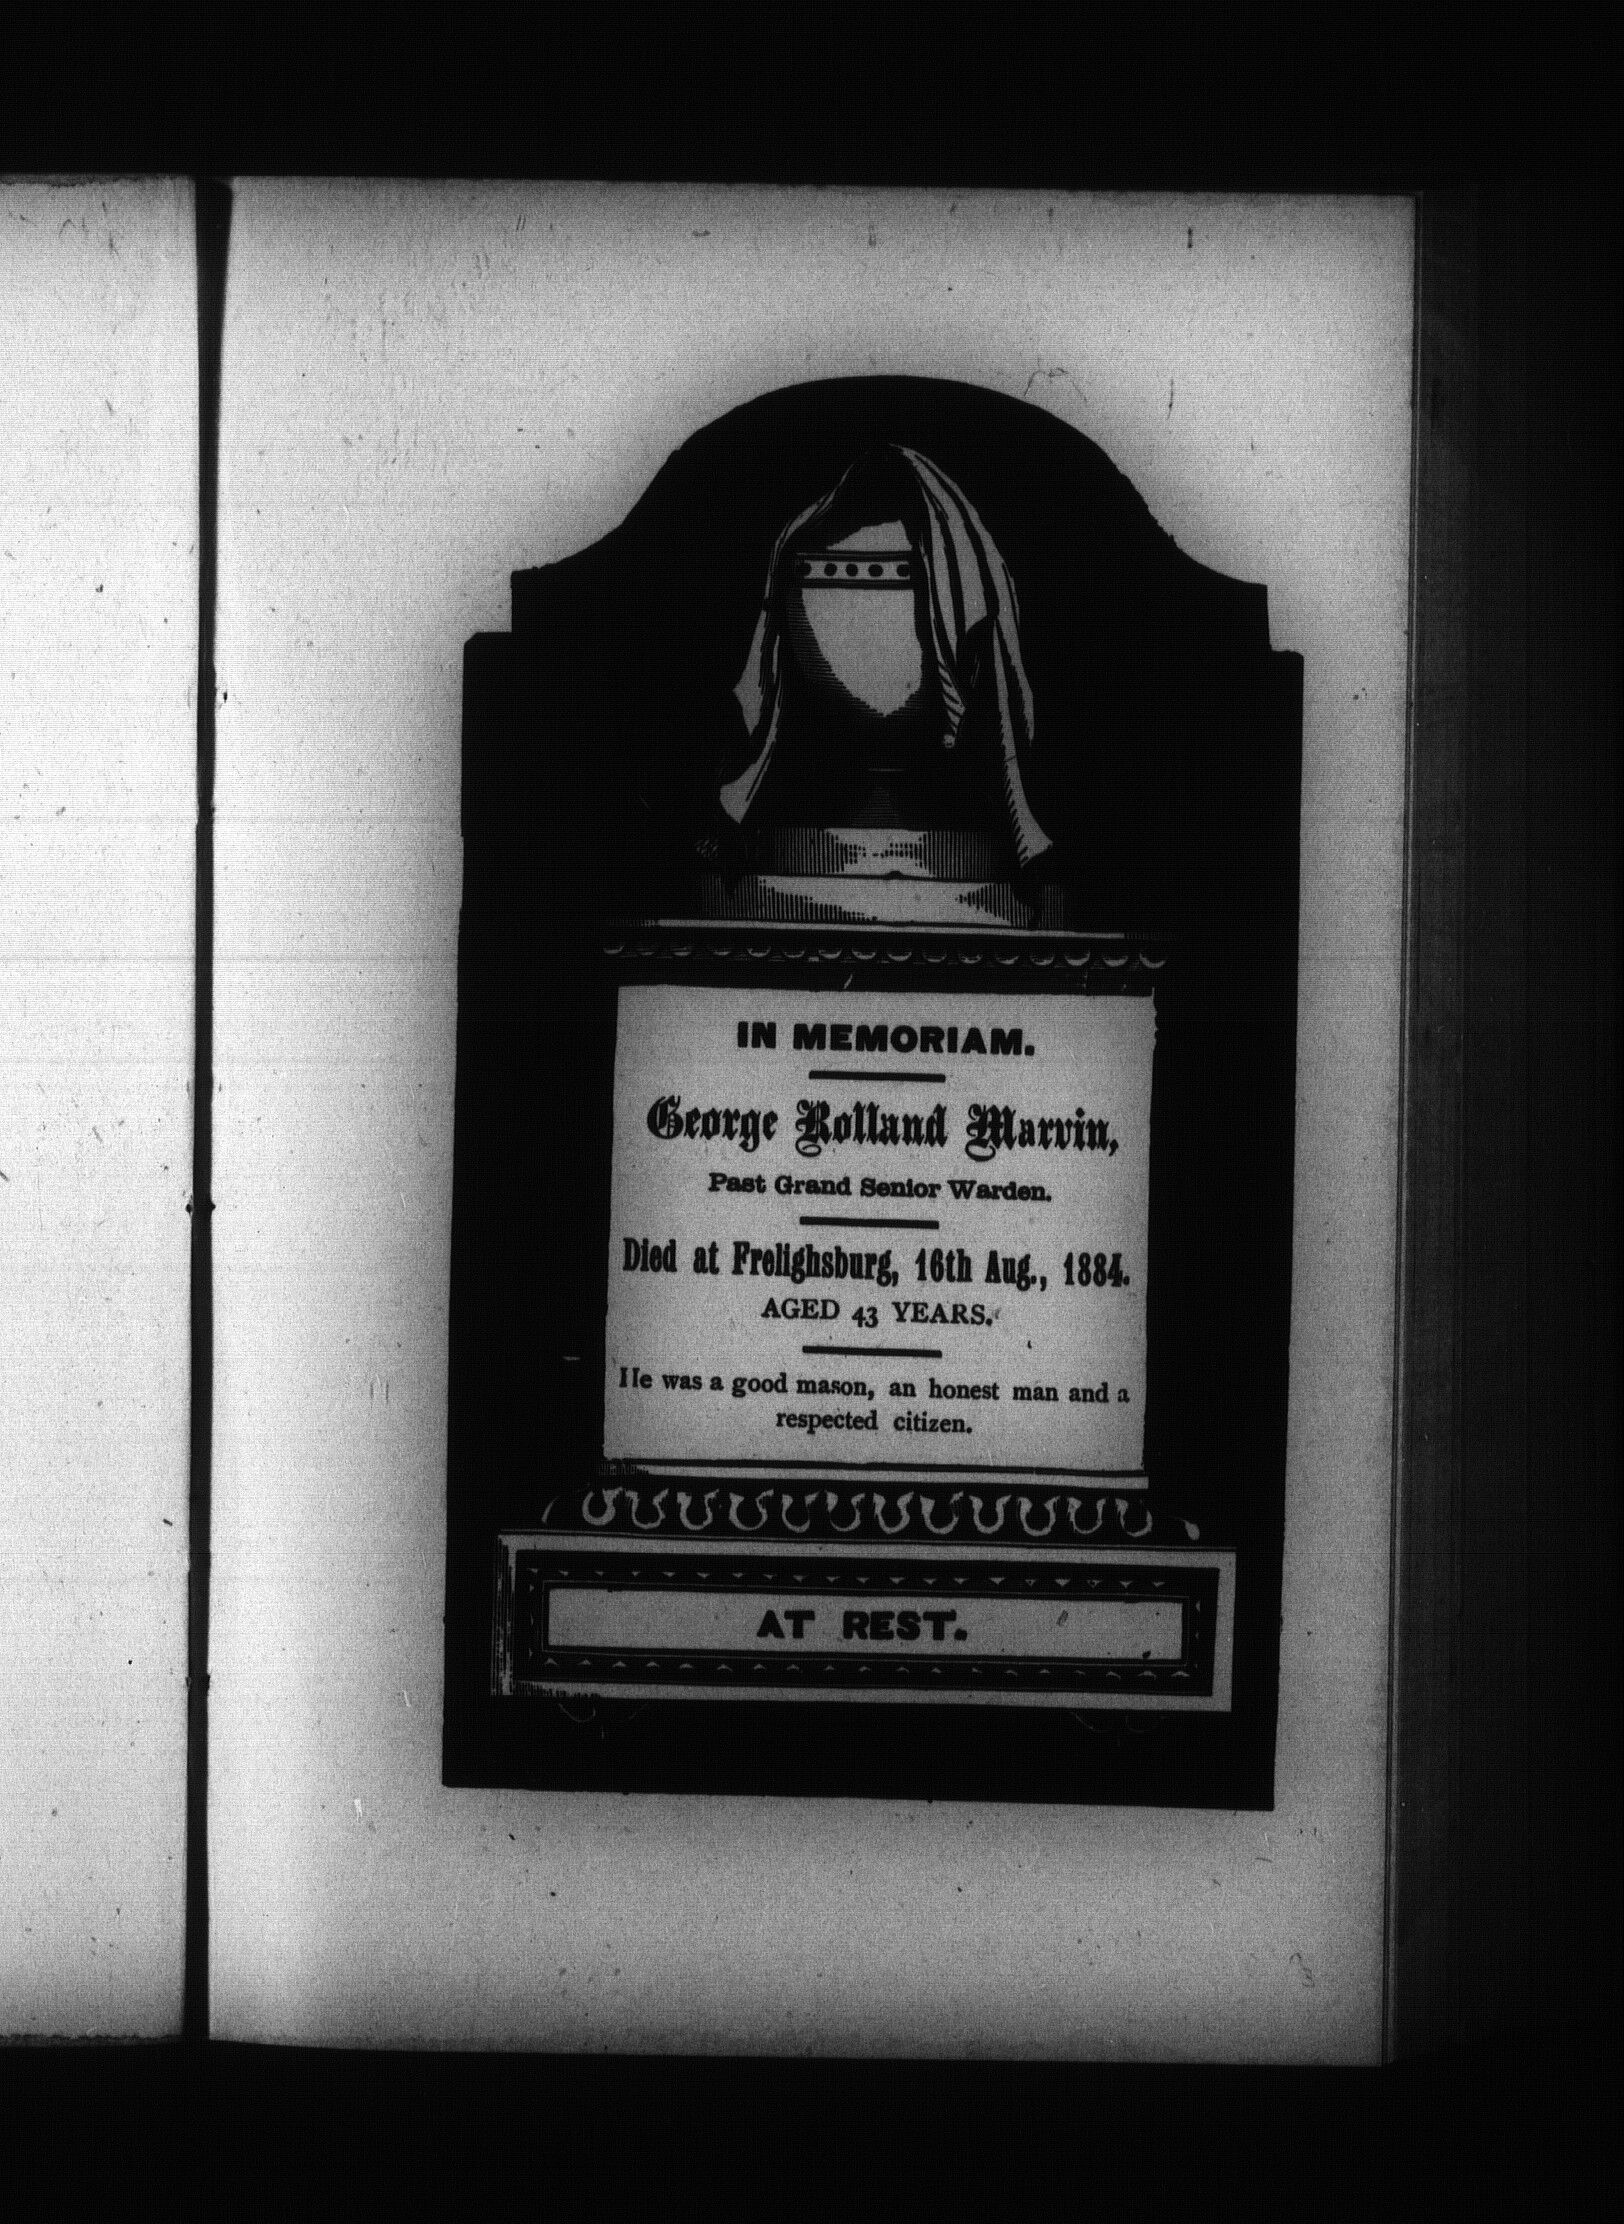 IN MEMORIAM.
George Rolland Marvin,
Past Grand Senior Warden.
Died at Frelighsburg, 16th Aug., 1884.
AGED 43 YEARS.
He was a good mason, an honest man and a
respected citizen.
AT REST.